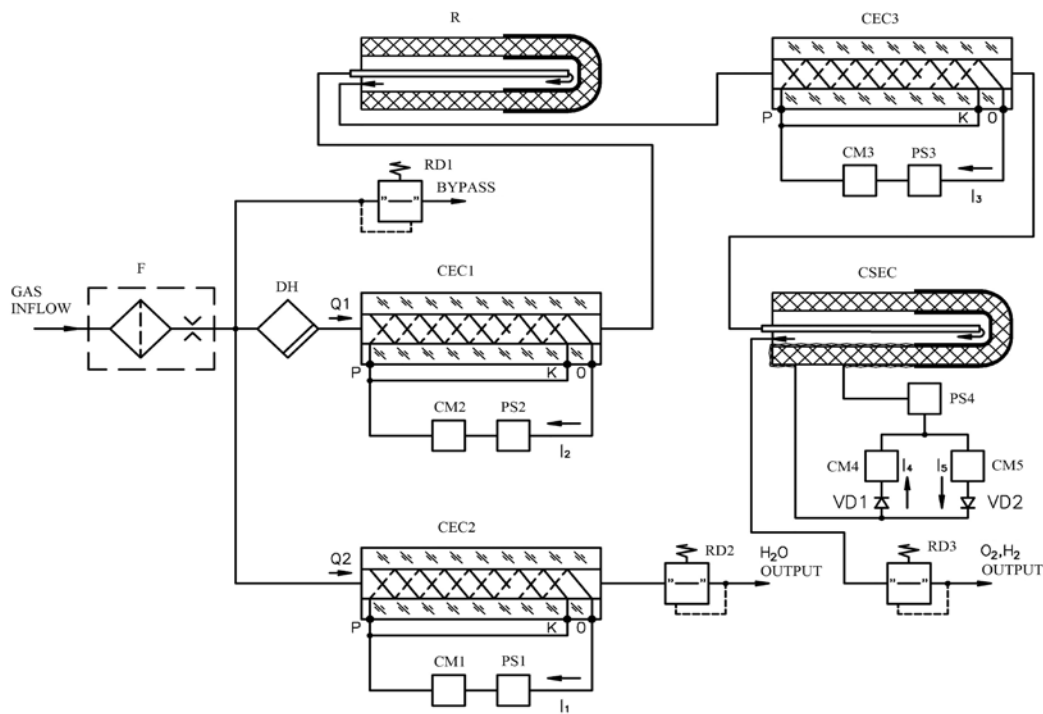 R
CEC3
P
K
O
CM3
PS3
I₃
RD1
BYPASS
GAS
INFLOW
F
DH
Q1
CEC1
P
K
O
CM2
PS2
I₂
CSEC
PS4
CM4
I₄
I₅
CM5
VD1
VD2
CEC2
Q2
P
K
O
CM1
PS1
I₁
RD2
H₂O
OUTPUT
RD3
O₂,H₂
OUTPUT